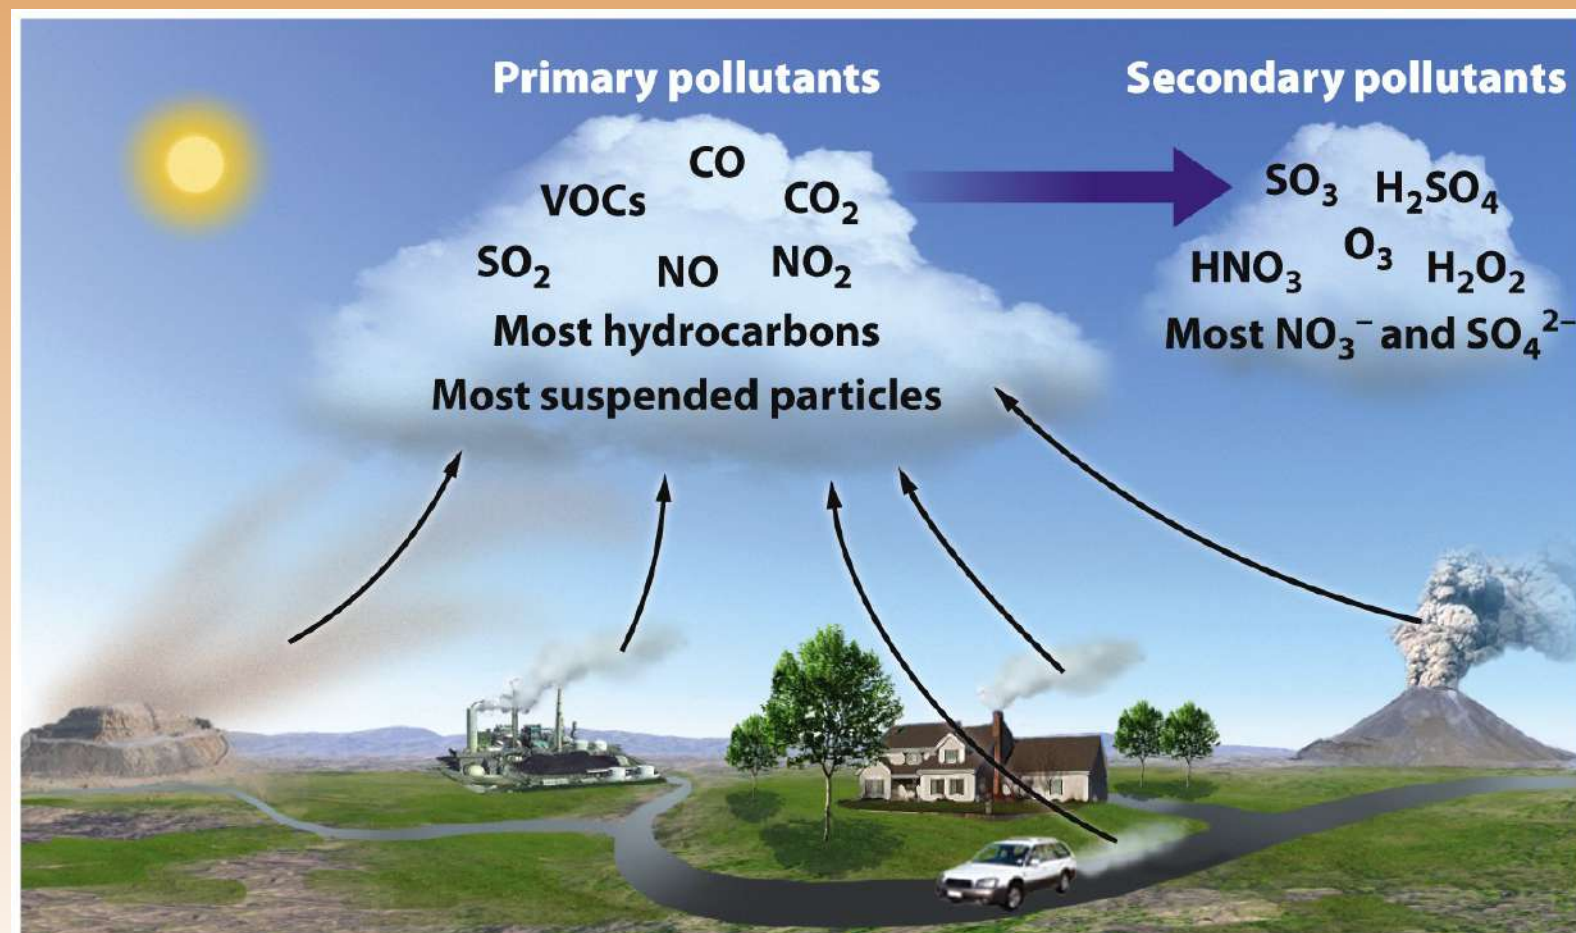 Primary pollutants
CO
VOCs
CO₂
SO₂
NO
NO₂
Most hydrocarbons
Most suspended particles
Secondary pollutants
SO₃
H₂SO₄
HNO₃
O₃
H₂O₂
Most NO₃⁻ and SO₄²⁻